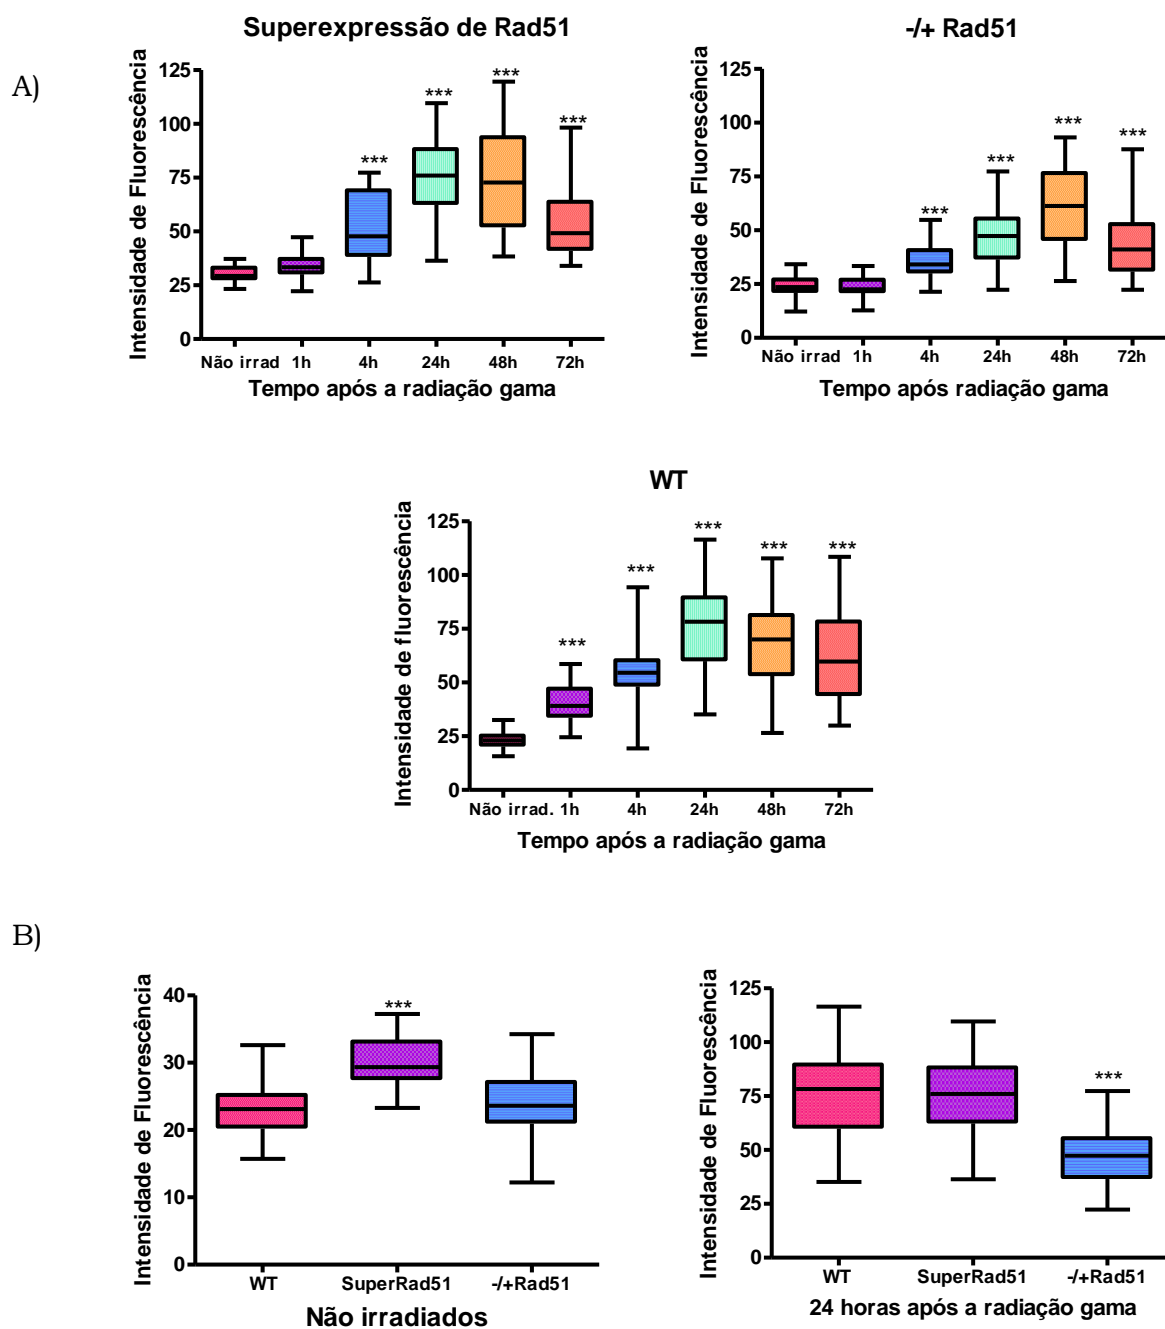 Superexpressão de Rad51
-/+ Rad51
A)
Intensidade de Fluorescência
125
100
75
50
25
0
***
***
***
***
Não irrad 1h 4h 24h 48h 72h
Tempo após a radiação gama
Intensidade de Fluorescência
125
100
75
50
25
0
***
***
***
***
Não irrad 1h 4h 24h 48h 72h
Tempo após radiação gama
WT
Intensidade de fluorescência
125
100
75
50
25
0
***
***
***
***
***
Não irrad. 1h 4h 24h 48h 72h
Tempo após a radiação gama
B)
Intensidade de Fluorescência
40
30
20
10
0
***
WT SuperRad51 -/+Rad51
Não irradiados
Intensidade de Fluorescência
125
100
75
50
25
0
***
WT SuperRad51 -/+Rad51
24 horas após a radiação gama